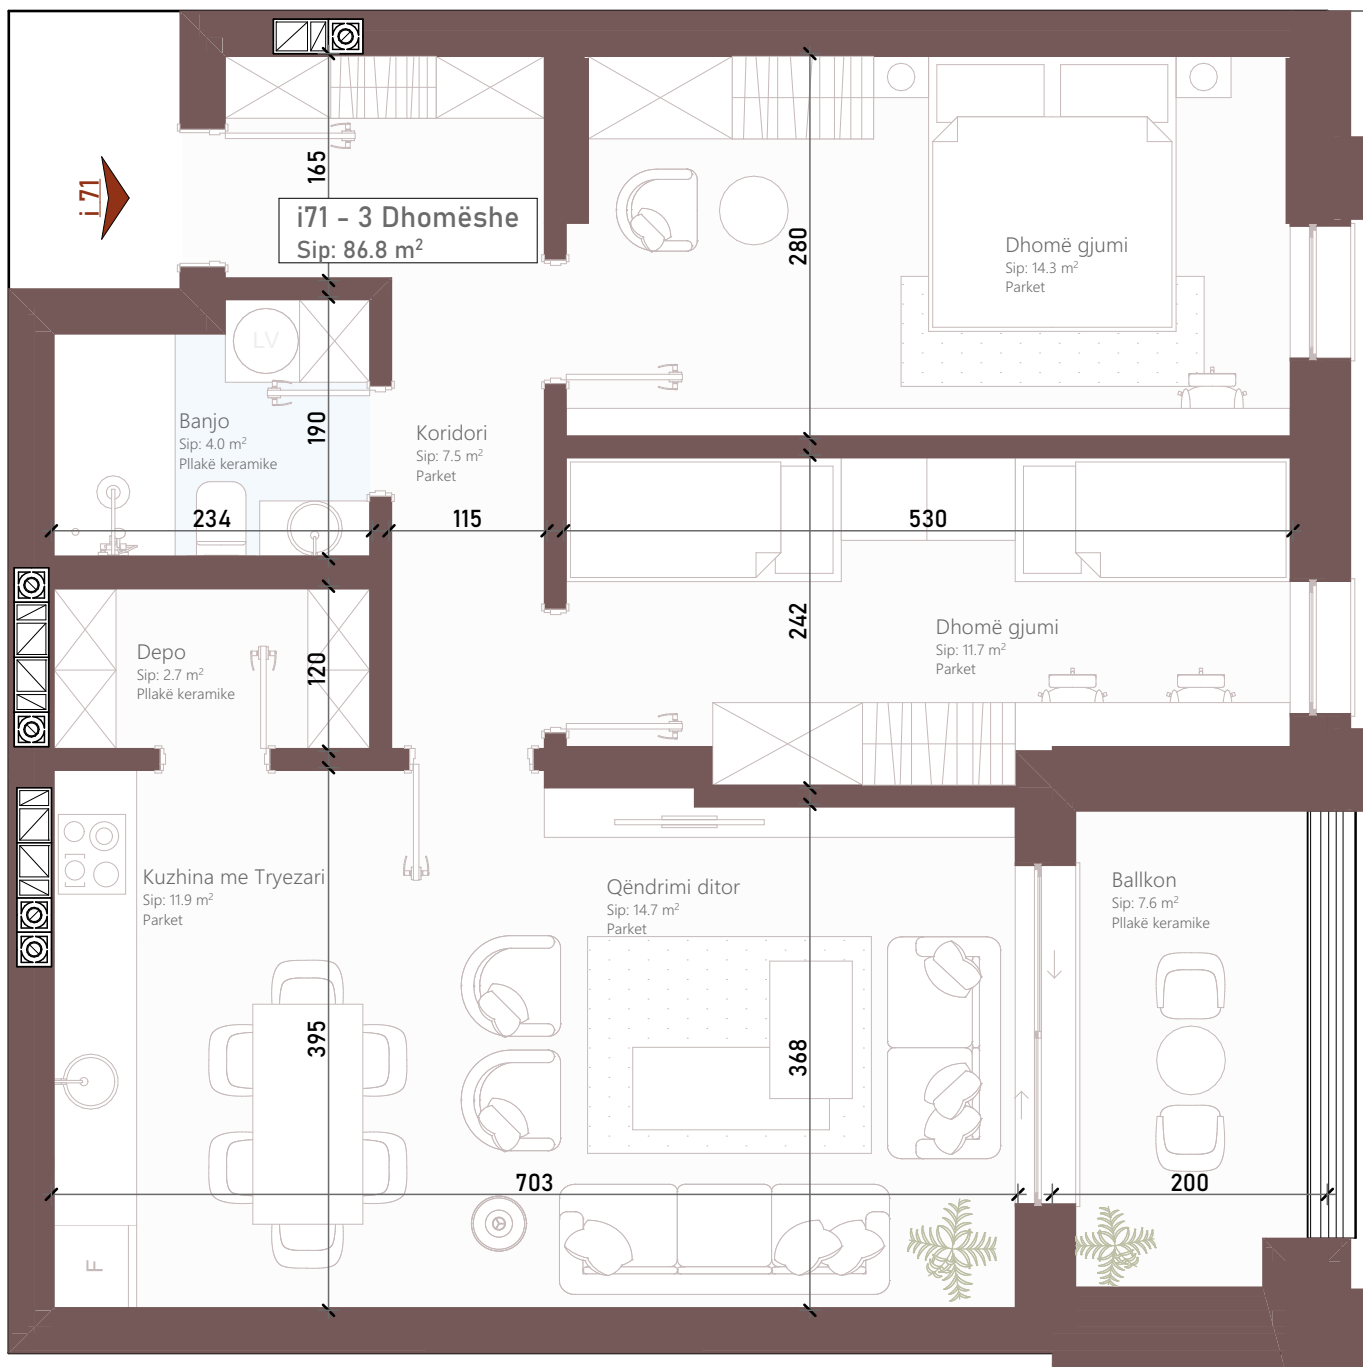 i 71
165
i71 - 3 Dhomëshe
Sip: 86.8 m²
280
Dhomë gjumi
Sip: 14.3 m²
Parket
LV
Banjo
Sip: 4.0 m²
Pllakë keramike
190
Koridori
Sip: 7.5 m²
Parket
234
115
530
242
Dhomë gjumi
Sip: 11.7 m²
Parket
Depo
Sip: 2.7 m²
Pllakë keramike
120
Kuzhina me Tryezari
Sip: 11.9 m²
Parket
Qëndrimi ditor
Sip: 14.7 m²
Parket
Ballkon
Sip: 7.6 m²
Pllakë keramike
395
368
703
200
F